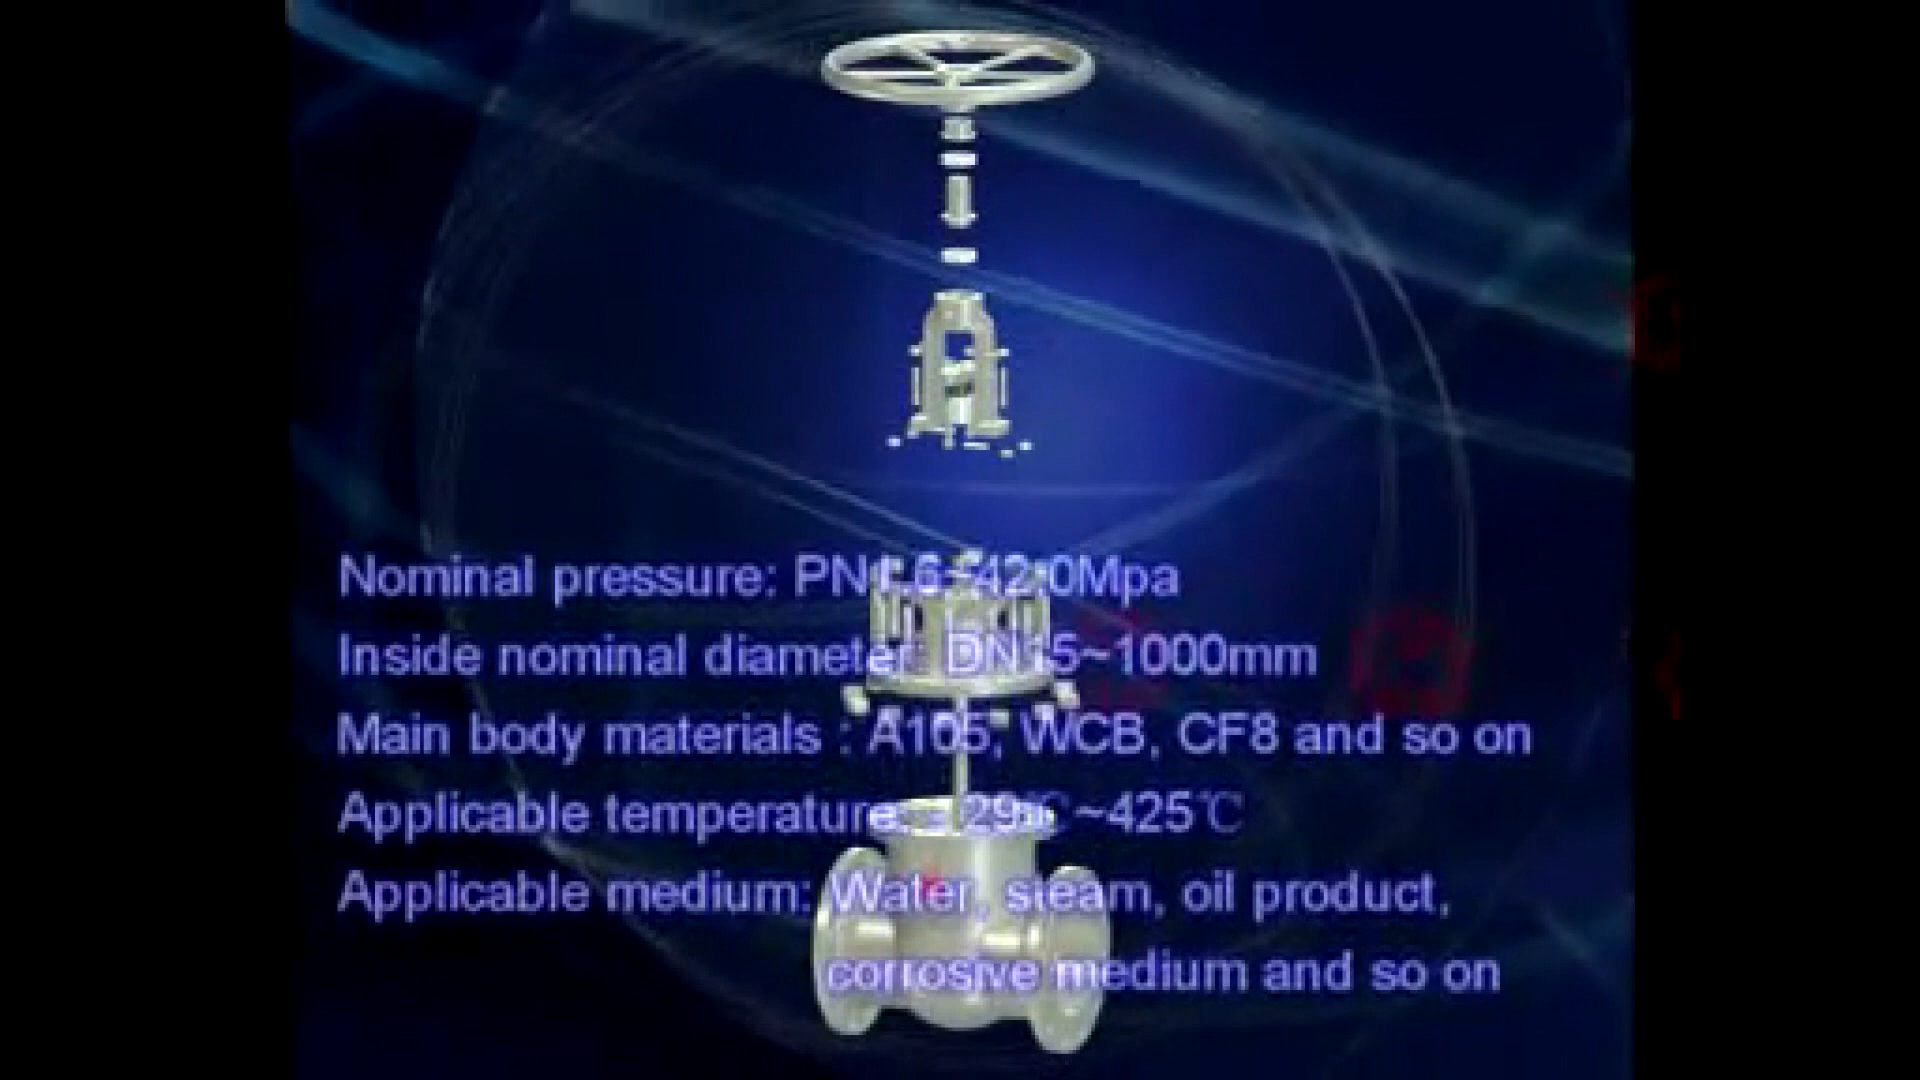 Nominal pressure: PN1.6~42.0Mpa
Inside nominal diameter: DN15~1000mm
Main body materials : A105, WCB, CF8 and so on
Applicable temperature: -29℃~425℃
Applicable medium: Water, steam, oil product,
corrosive medium and so on